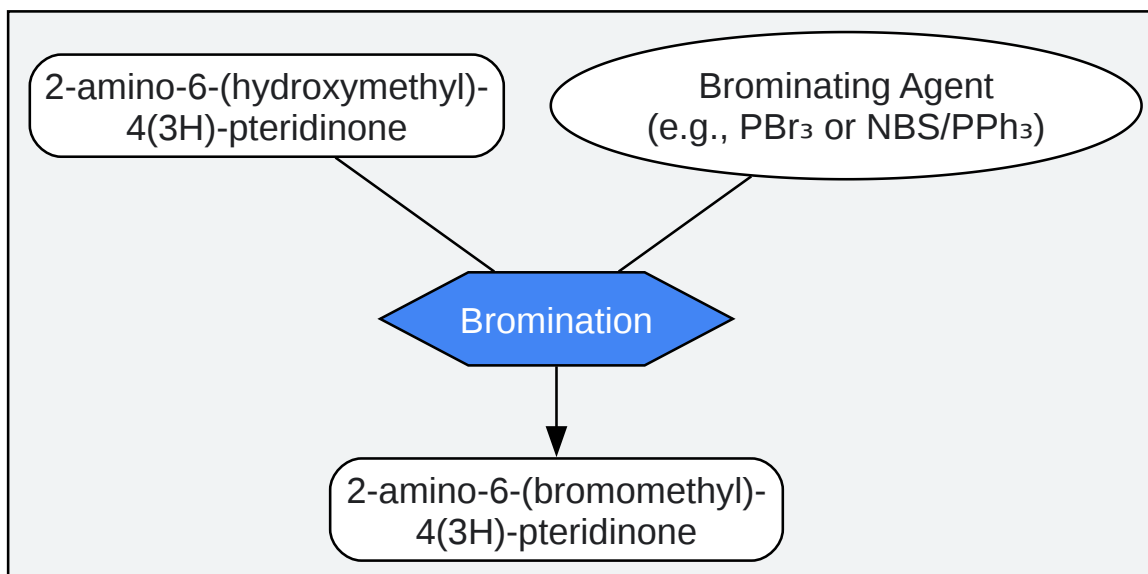 2-amino-6-(hydroxymethyl)-
4(3H)-pteridinone
Brominating Agent
(e.g., PBr₃ or NBS/PPh₃)
Bromination
2-amino-6-(bromomethyl)-
4(3H)-pteridinone